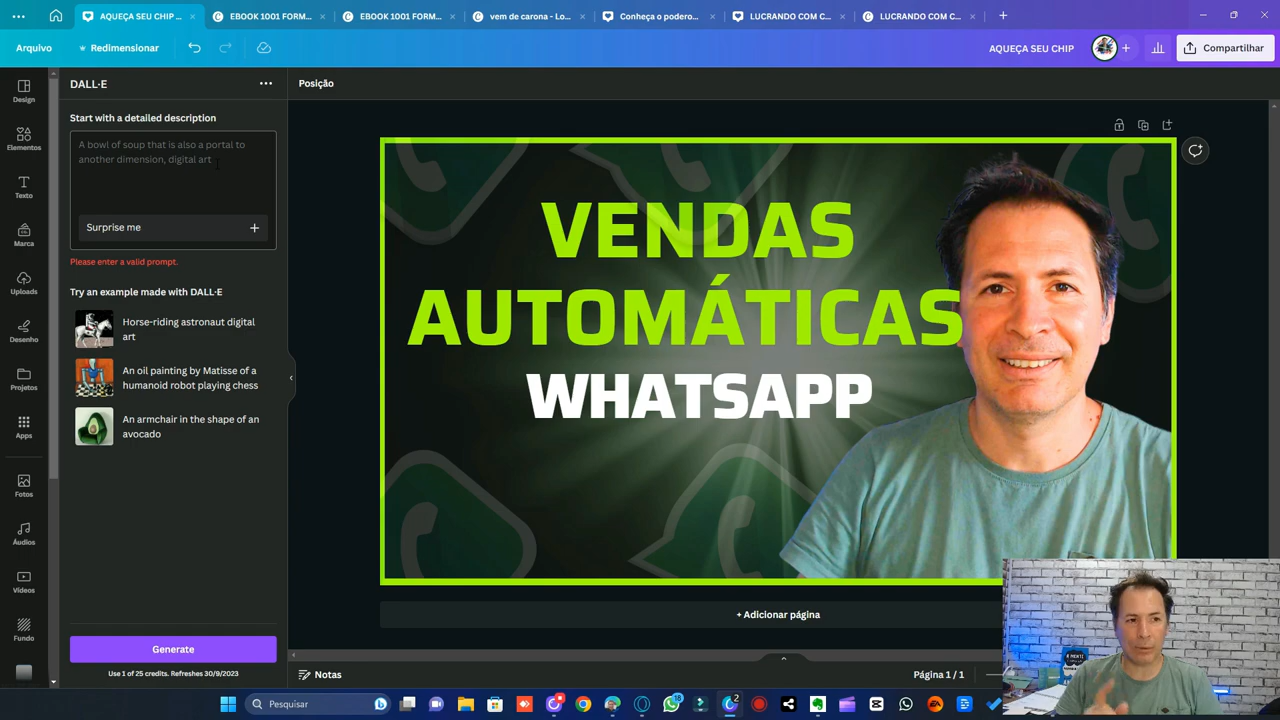 AQUEÇA SEU CHIP ...
EBOOK 1001 FORM...
EBOOK 1001 FORM...
vem de carona - Lo...
Conheça o podero...
LUCRANDO COM C...
LUCRANDO COM C...
Arquivo
Redimensionar
AQUEÇA SEU CHIP
Compartilhar
Design
Elementos
Texto
Marca
Uploads
Desenho
Projetos
Apps
Fotos
Áudios
Vídeos
Fundo
DALL·E
Start with a detailed description
A bowl of soup that is also a portal to
another dimension, digital art
Surprise me
Please enter a valid prompt.
Try an example made with DALL·E
Horse-riding astronaut digital
art
An oil painting by Matisse of a
humanoid robot playing chess
An armchair in the shape of an
avocado
Generate
Use 1 of 25 credits. Refreshes 30/9/2023
Posição
VENDAS
AUTOMÁTICAS
WHATSAPP
+ Adicionar página
Notas
Página 1 / 1
Pesquisar
18
2
EA